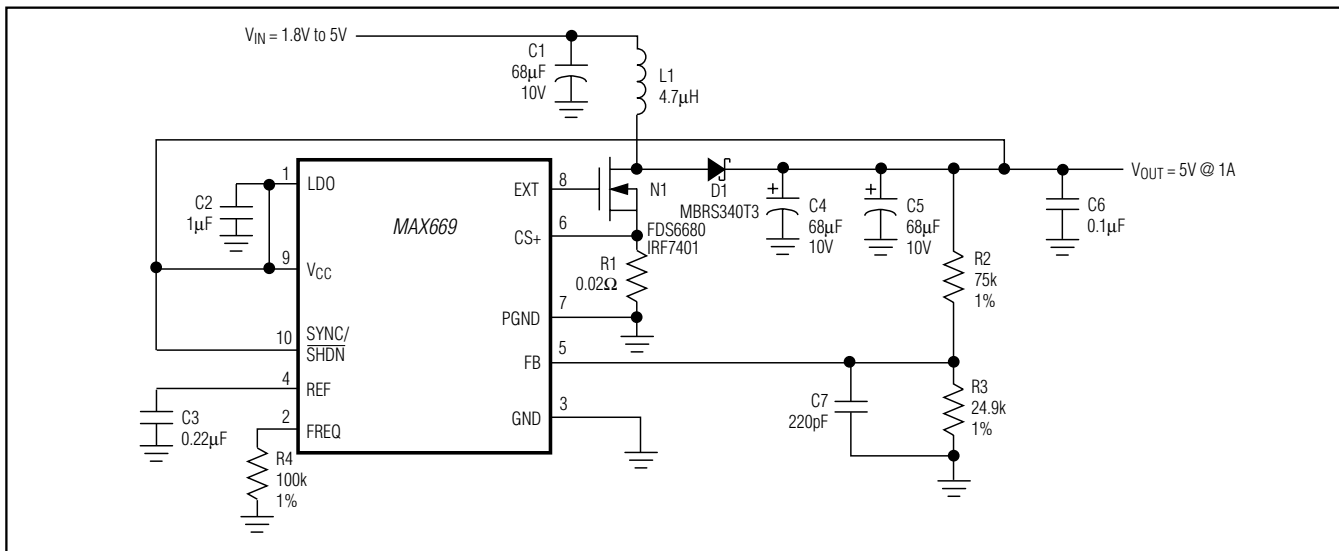 VIN = 1.8V to 5V
C1
68µF
10V
L1
4.7µH
1
LDO
C2
1µF
MAX669
EXT
8
N1
FDS6680
IRF7401
D1
MBRS340T3
+
C4
68µF
10V
+
C5
68µF
10V
VOUT = 5V @ 1A
C6
0.1µF
CS+
6
9
VCC
R1
0.02Ω
R2
75k
1%
PGND
7
10
SYNC/
SHDN
FB
5
4
REF
C3
0.22µF
2
FREQ
GND
3
C7
220pF
R3
24.9k
1%
R4
100k
1%